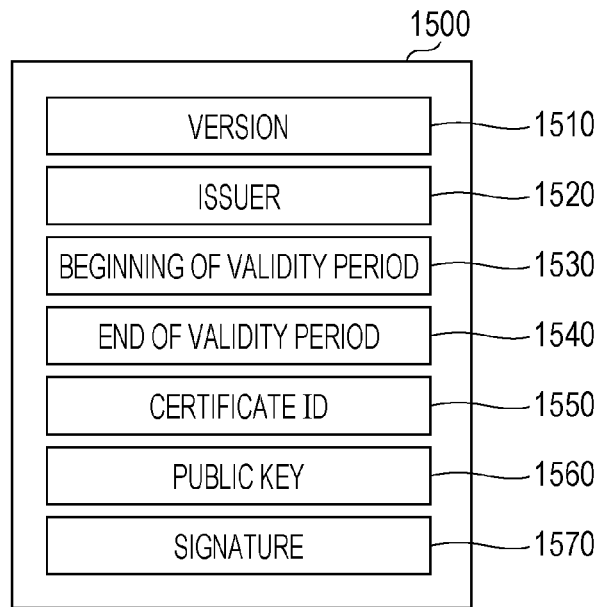 1500
VERSION 1510
ISSUER 1520
BEGINNING OF VALIDITY PERIOD 1530
END OF VALIDITY PERIOD 1540
CERTIFICATE ID 1550
PUBLIC KEY 1560
SIGNATURE 1570